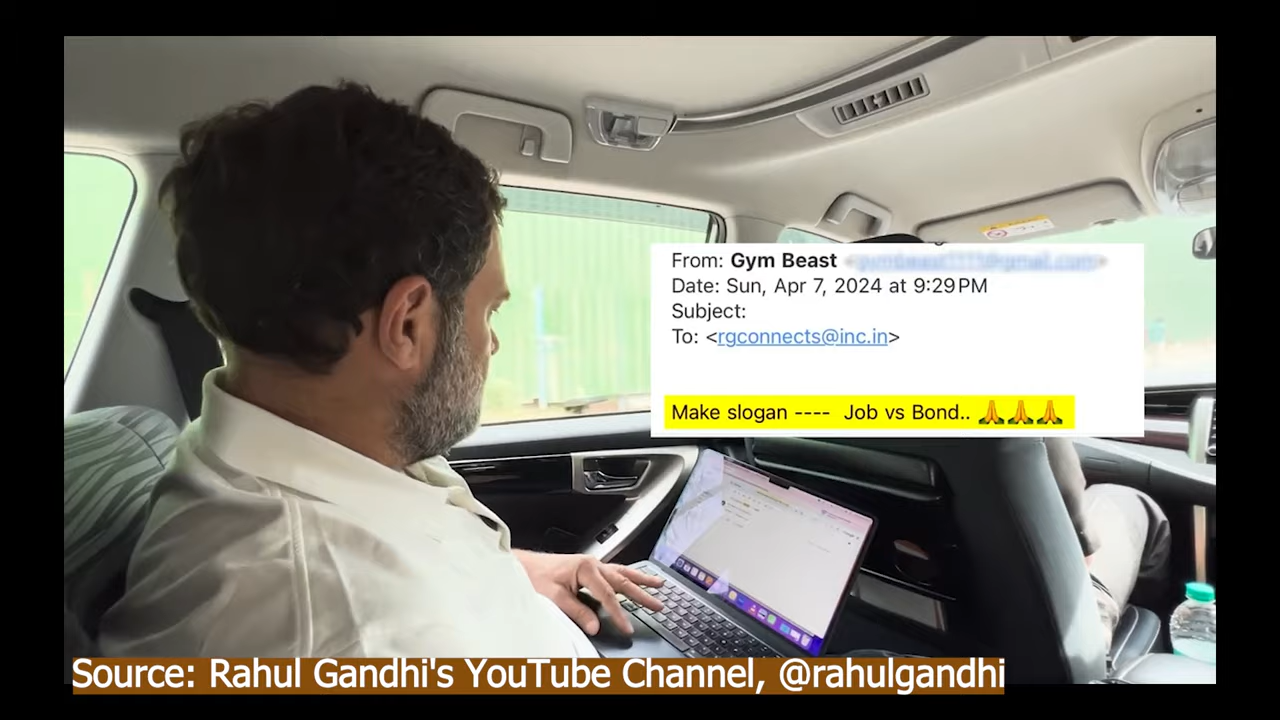 From: Gym Beast
Date: Sun, Apr 7, 2024 at 9:29 PM
Subject:
To: <rgconnects@inc.in>
Make slogan ---- Job vs Bond.. 🙏🙏🙏
Source: Rahul Gandhi's YouTube Channel, @rahulgandhi